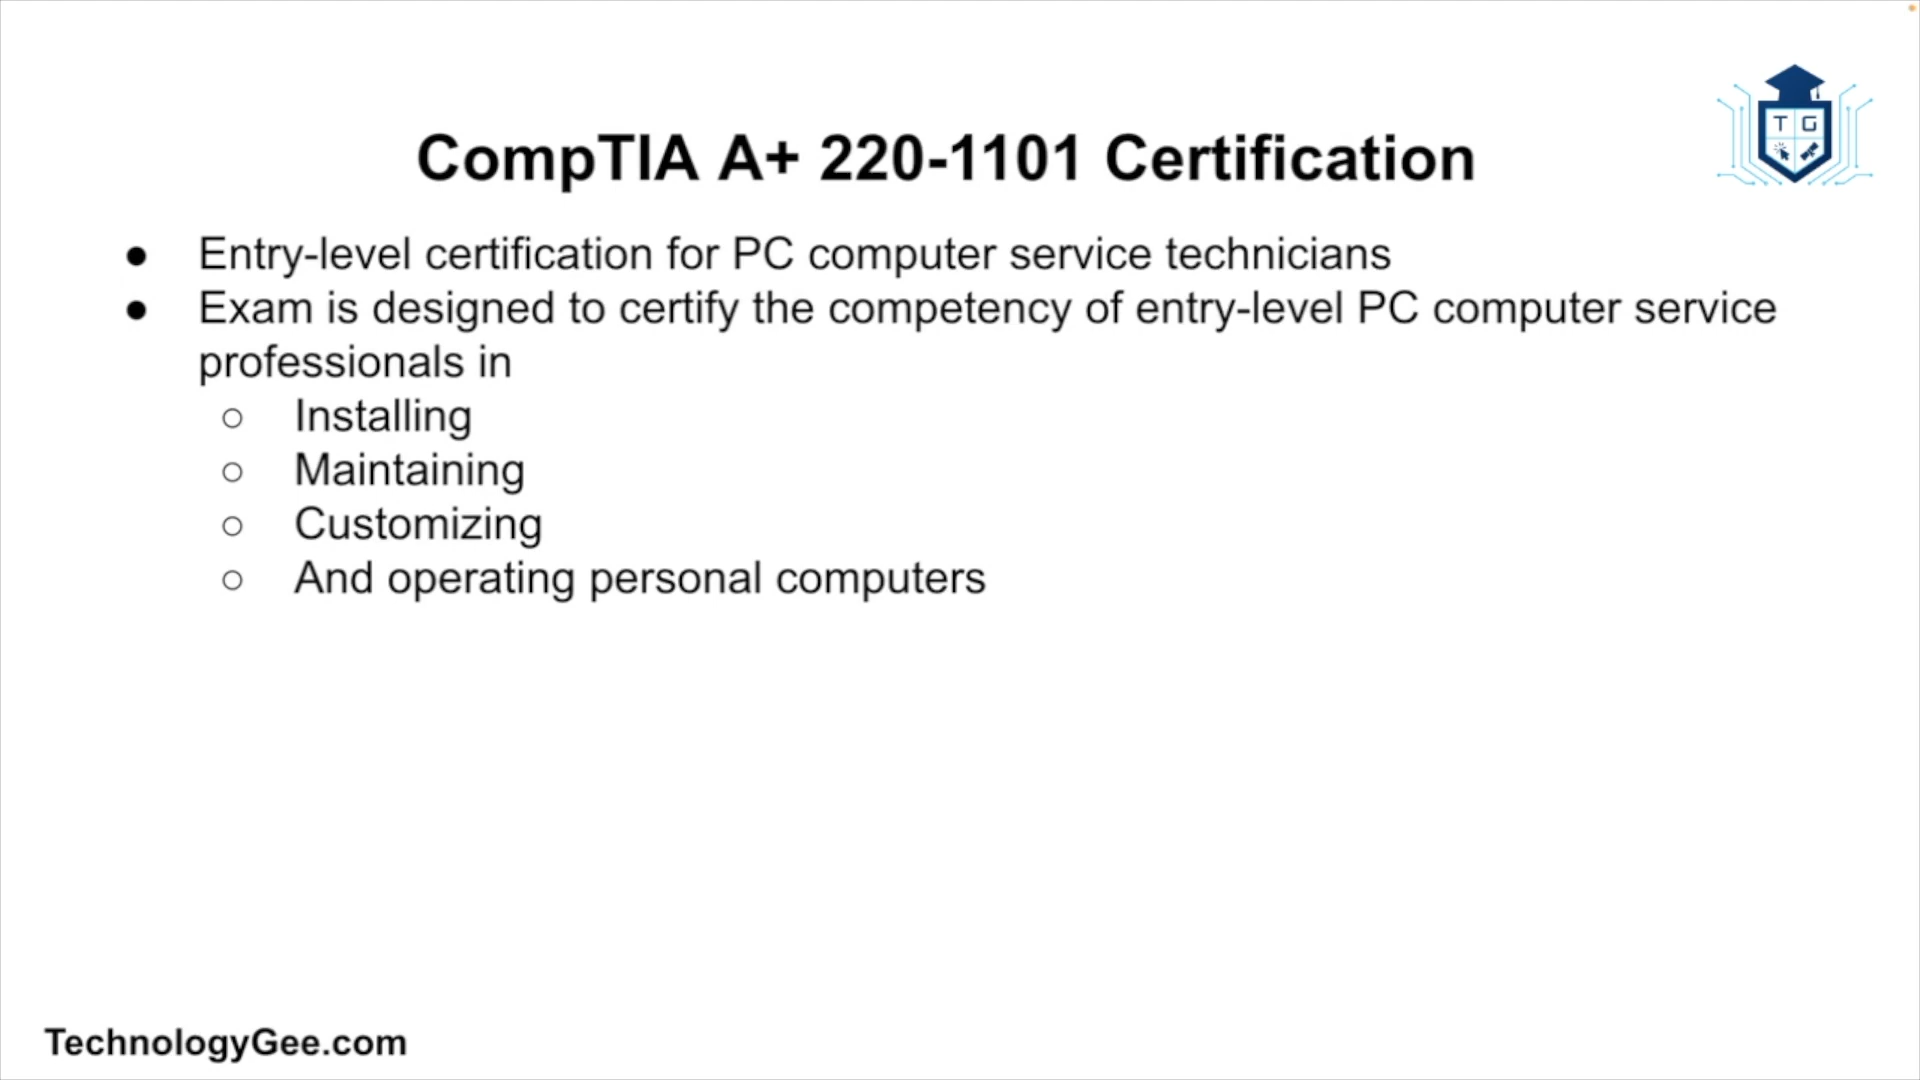 CompTIA A+ 220-1101 Certification
T G
● Entry-level certification for PC computer service technicians
● Exam is designed to certify the competency of entry-level PC computer service
professionals in
○ Installing
○ Maintaining
○ Customizing
○ And operating personal computers
TechnologyGee.com